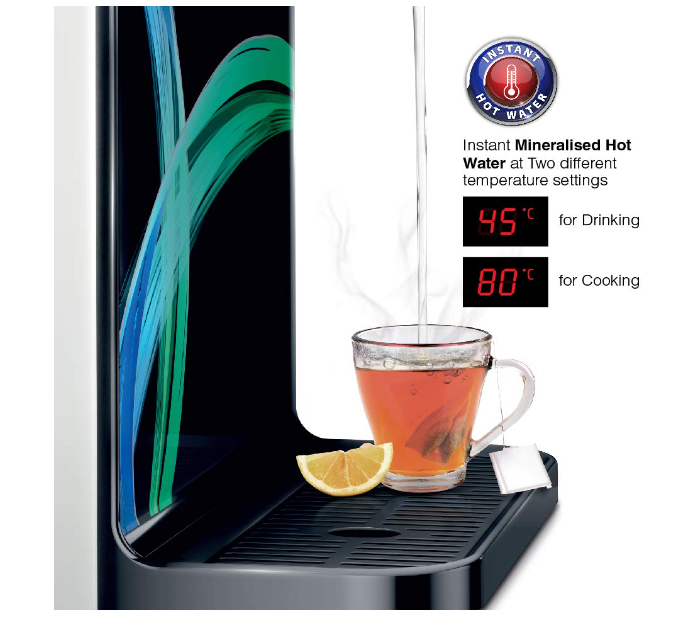 INSTANT
HOT WATER
Instant Mineralised Hot
Water at Two different
temperature settings
45°C for Drinking
80°C for Cooking